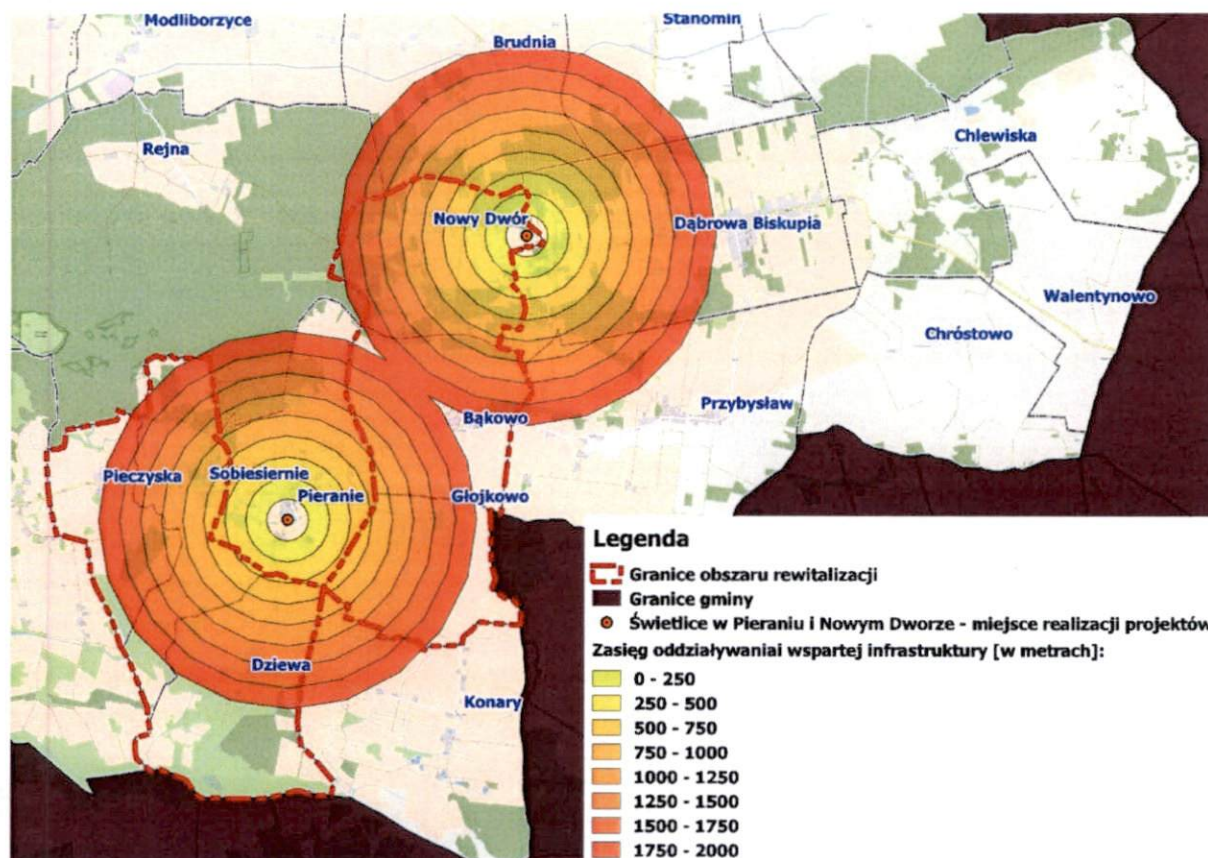 Modliborzyce
Stanomin
Brudnia
Rejna
Chlewiska
Nowy Dwór
Dąbrowa Biskupia
Walentynowo
Chróstowo
Przybysław
Bąkowo
Pieczyska
Sobiesiernie
Pieranie
Głojkowo
Dziewa
Konary
Legenda
Granice obszaru rewitalizacji
Granice gminy
Świetlice w Pieraniu i Nowym Dworze - miejsce realizacji projektów
Zasięg oddziaływaniai wspartej infrastruktury [w metrach]:
0 - 250
250 - 500
500 - 750
750 - 1000
1000 - 1250
1250 - 1500
1500 - 1750
1750 - 2000